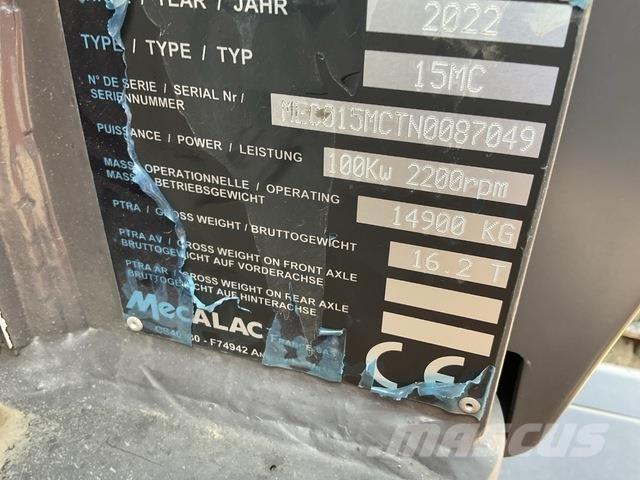 / YEAR / JAHR 2022
TYPE / TYPE / TYP 15MC
N° DE SERIE / SERIAL Nr /
SERIENNUMMER MEC015MCTN0087049
PUISSANCE / POWER / LEISTUNG 100Kw 2200rpm
MASSE OPERATIONNELLE / OPERATING
BETRIEBSGEWICHT 14900 KG
PTRA / GROSS WEIGHT / BRUTTOGEWICHT 16.2 T
PTRA AV / GROSS WEIGHT ON FRONT AXLE
BRUTTOGEWICHT AUF VORDERACHSE
PTRA AR / GROSS WEIGHT ON REAR AXLE
BRUTTOGEWICHT AUF HINTERACHSE
MECALAC
F74942
CE
MASCUS